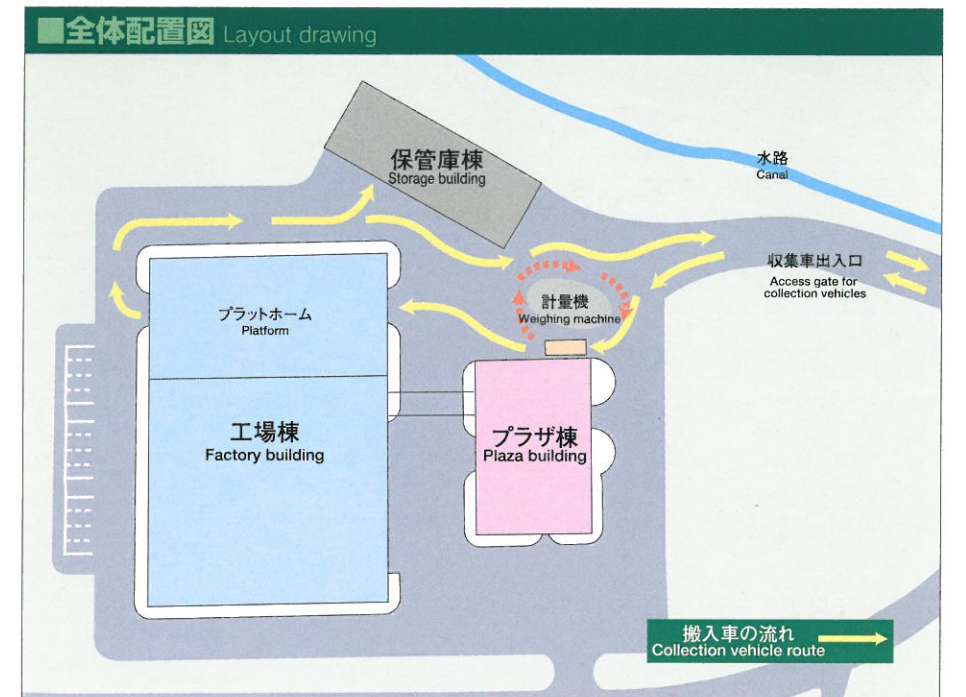 ■全体配置図 Layout drawing
保管庫棟
Storage building
水路
Canal
収集車出入口
Access gate for
collection vehicles
計量機
Weighing machine
プラットホーム
Platform
工場棟
Factory building
プラザ棟
Plaza building
搬入車の流れ
Collection vehicle route